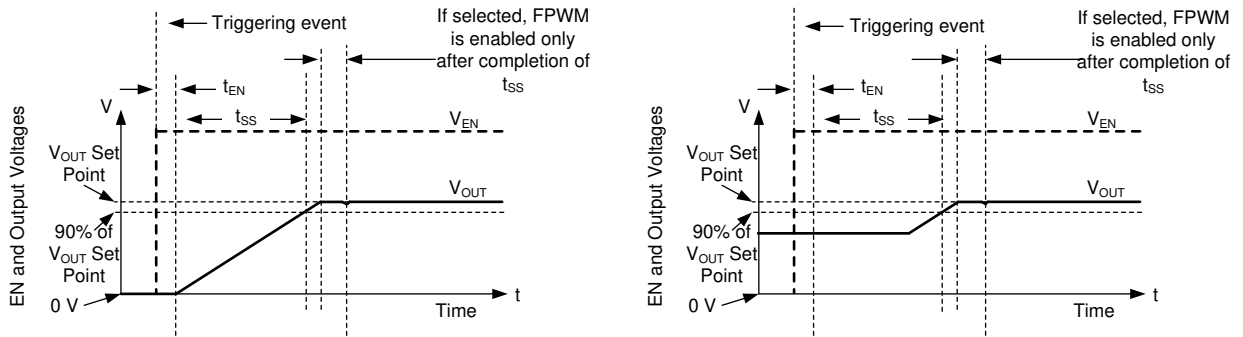 Triggering event
If selected, FPWM
is enabled only
after completion of
tSS
tEN
V
tSS
VEN
EN and Output Voltages
VOUT Set
Point
VOUT
90% of
VOUT Set
Point
0 V
t
Time
Triggering event
If selected, FPWM
is enabled only
after completion of
tSS
tEN
V
tSS
VEN
EN and Output Voltages
VOUT Set
Point
VOUT
90% of
VOUT Set
Point
0 V
t
Time